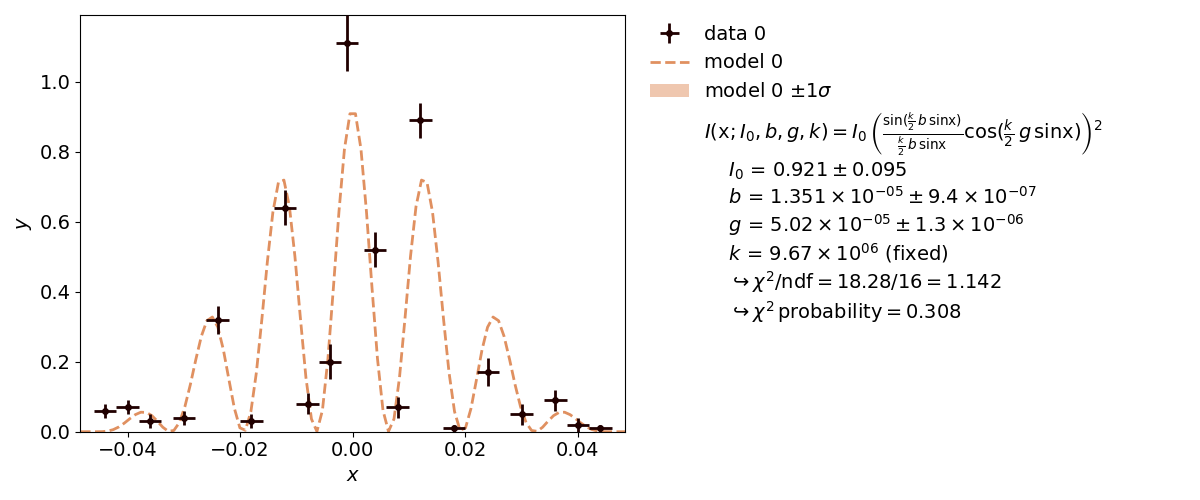 1.0
0.8
0.6
0.4
0.2
0.0
y
−0.04 −0.02 0.00 0.02 0.04
x
data 0
model 0
model 0 ±1σ
I(x; I₀, b, g, k) = I₀ (sin(k/2 b sinx) / (k/2 b sinx) cos(k/2 g sinx))²
I₀ = 0.921 ± 0.095
b = 1.351 × 10⁻⁰⁵ ± 9.4 × 10⁻⁰⁷
g = 5.02 × 10⁻⁰⁵ ± 1.3 × 10⁻⁰⁶
k = 9.67 × 10⁰⁶ (fixed)
↪ χ²/ndf = 18.28/16 = 1.142
↪ χ² probability = 0.308